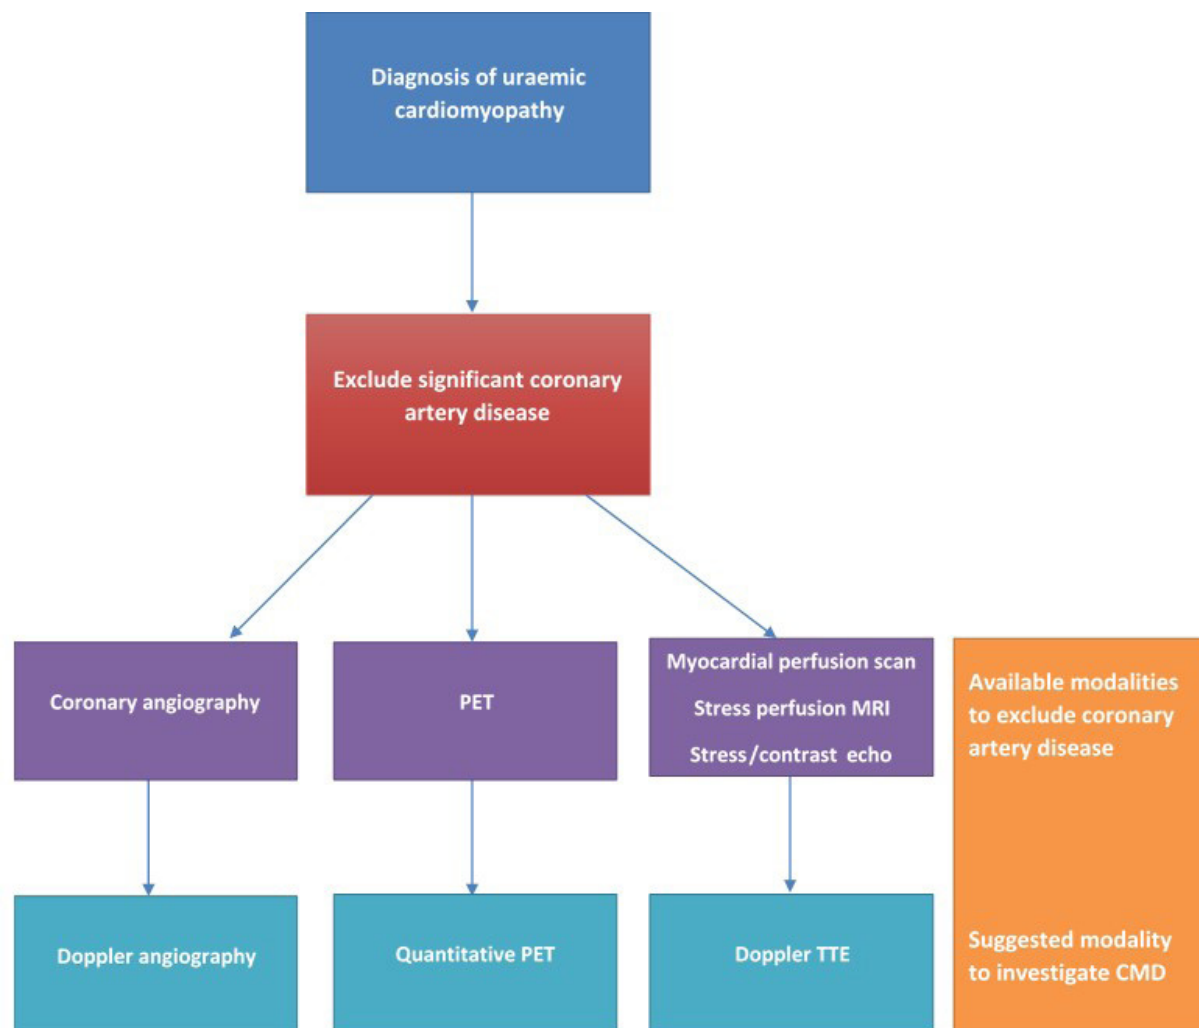 Diagnosis of uraemic
cardiomyopathy
Exclude significant coronary
artery disease
Coronary angiography
PET
Myocardial perfusion scan
Stress perfusion MRI
Stress/contrast echo
Available modalities
to exclude coronary
artery disease
Doppler angiography
Quantitative PET
Doppler TTE
Suggested modality
to investigate CMD